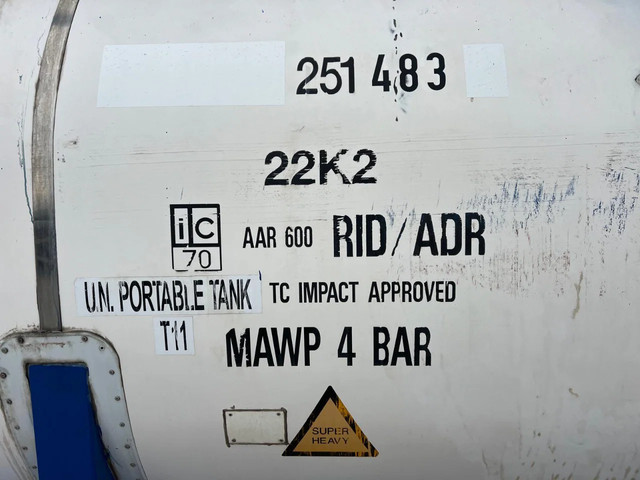 251 483
22K2
ic
70
AAR 600 RID/ADR
U.N. PORTABLE TANK TC IMPACT APPROVED
T11
MAWP 4 BAR
SUPER
HEAVY